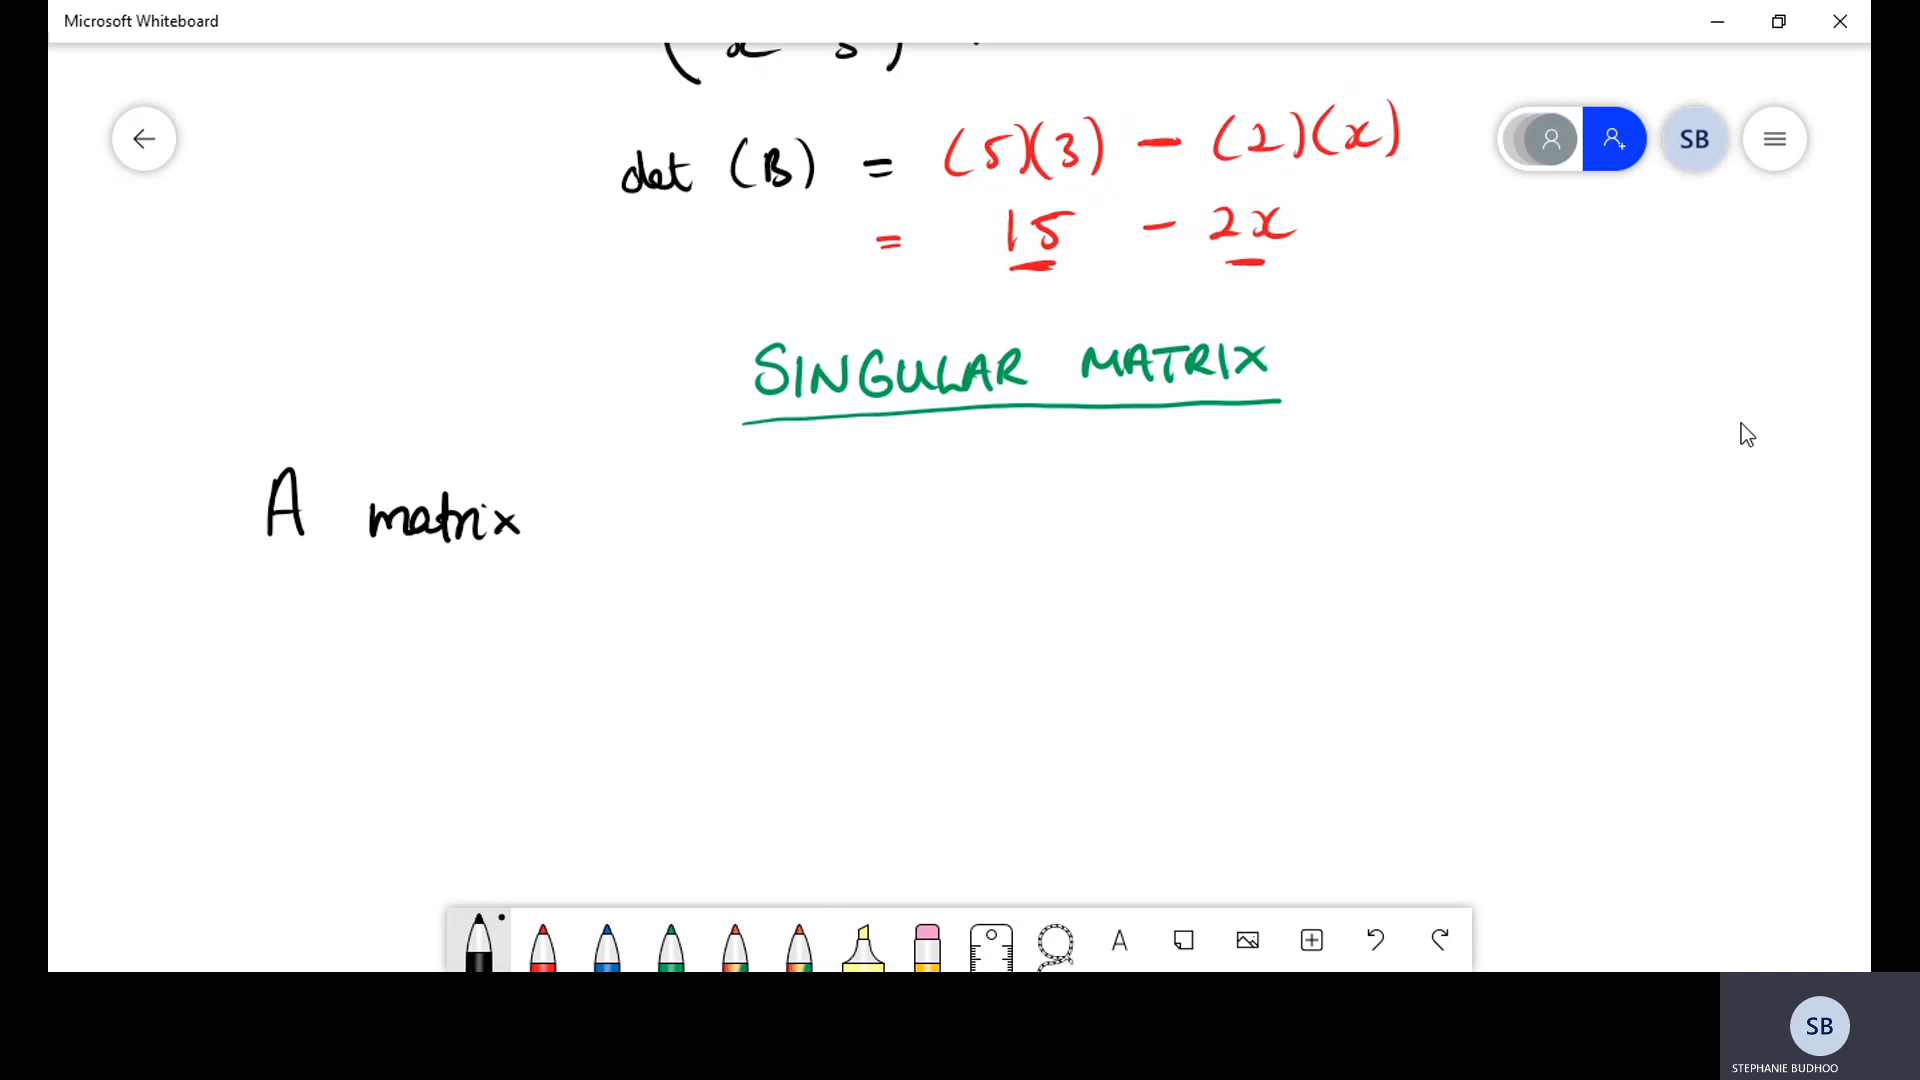 Microsoft Whiteboard
det (B) = (5)(3) - (2)(x)
= 15 - 2x
SB
SINGULAR MATRIX
A matrix
SB
STEPHANIE BUDHOO